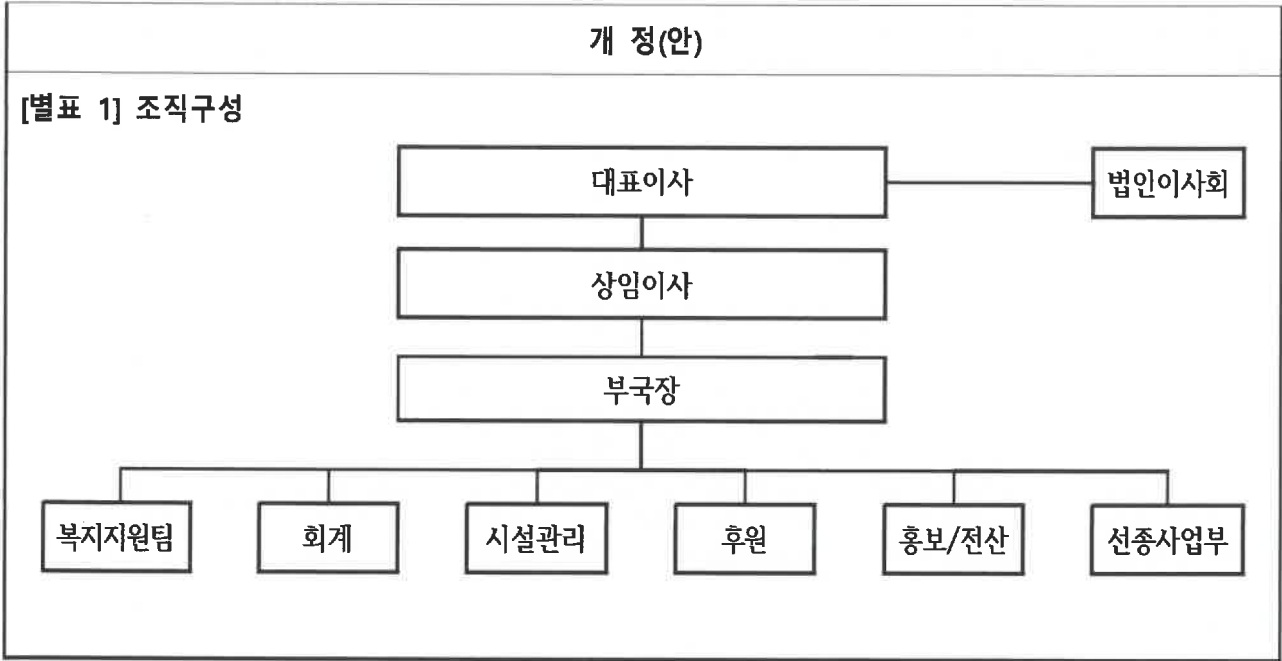 개 정(안)
[별표 1] 조직구성
대표이사
법인이사회
상임이사
부국장
복지지원팀
회계
시설관리
후원
홍보/전산
선종사업부